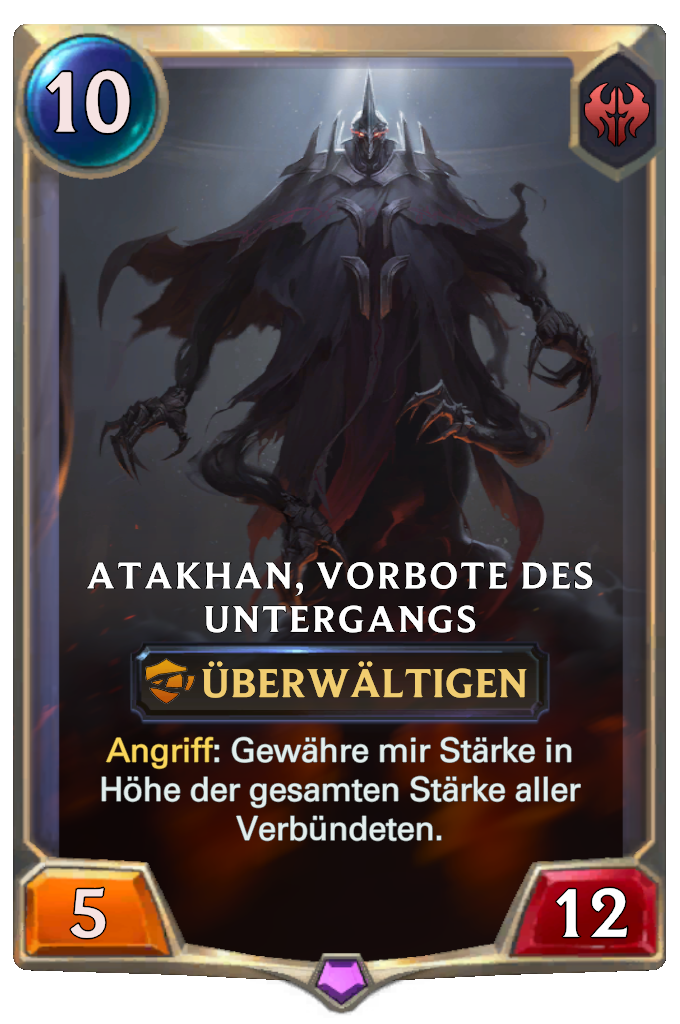 10
ATAKHAN, VORBOTE DES
UNTERGANGS
ÜBERWÄLTIGEN
Angriff: Gewähre mir Stärke in
Höhe der gesamten Stärke aller
Verbündeten.
5
12